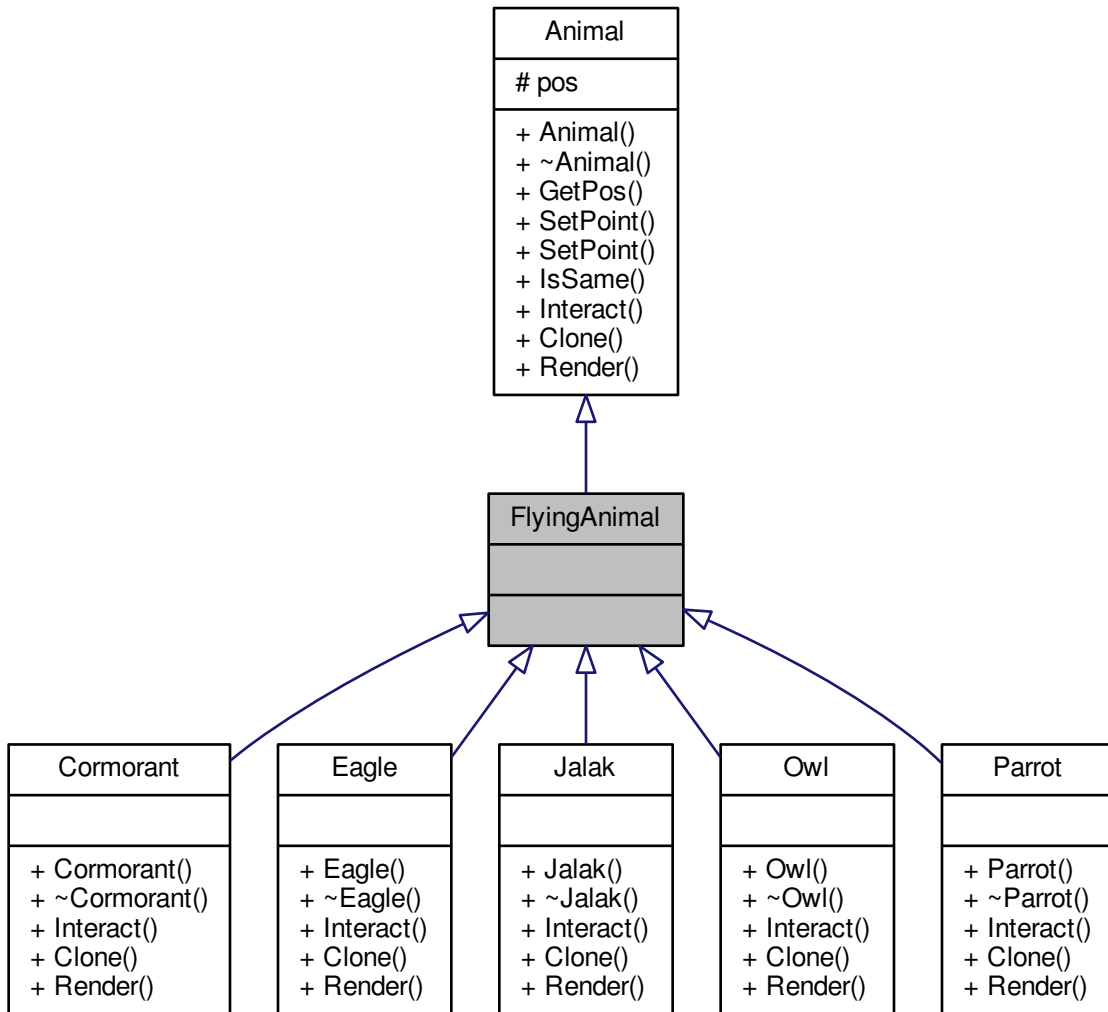 Animal
# pos
+ Animal()
+ ~Animal()
+ GetPos()
+ SetPoint()
+ SetPoint()
+ IsSame()
+ Interact()
+ Clone()
+ Render()
FlyingAnimal
Cormorant
+ Cormorant()
+ ~Cormorant()
+ Interact()
+ Clone()
+ Render()
Eagle
+ Eagle()
+ ~Eagle()
+ Interact()
+ Clone()
+ Render()
Jalak
+ Jalak()
+ ~Jalak()
+ Interact()
+ Clone()
+ Render()
Owl
+ Owl()
+ ~Owl()
+ Interact()
+ Clone()
+ Render()
Parrot
+ Parrot()
+ ~Parrot()
+ Interact()
+ Clone()
+ Render()